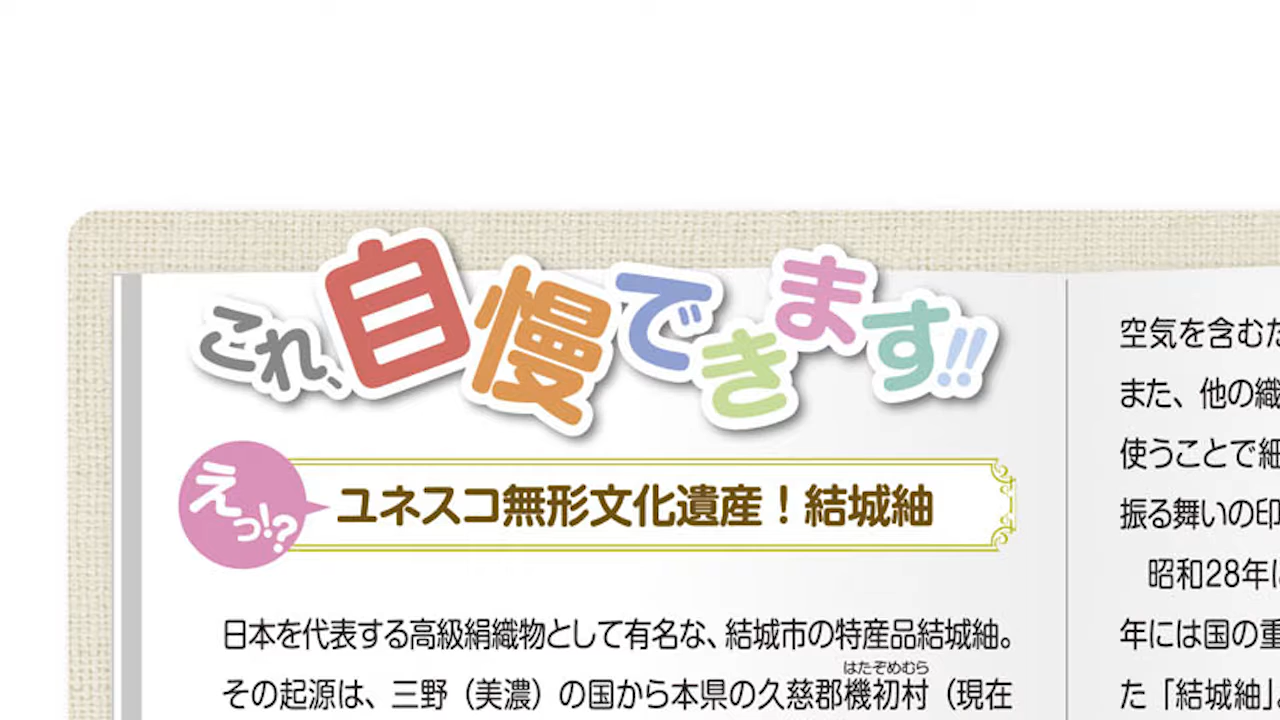 これ、自慢できます!!
えっ!?
ユネスコ無形文化遺産！結城紬
日本を代表する高級絹織物として有名な、結城市の特産品結城紬。
はたぞめむら
その起源は、三野（美濃）の国から本県の久慈郡機初村（現在
空気を含む
また、他の織
使うことで細
振る舞いの印
昭和28年
年には国の重
た「結城紬」